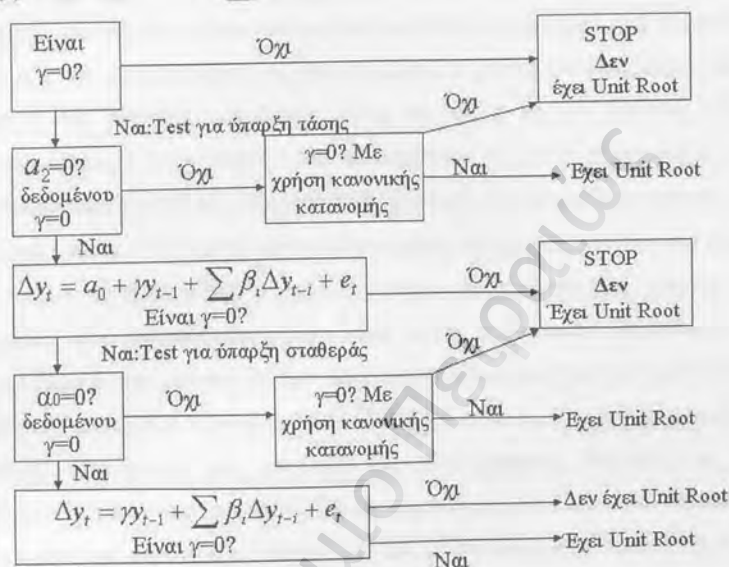 Είναι
γ=0?
Όχι
STOP
Δεν
έχει Unit Root
Ναι:Test για ύπαρξη τάσης
Όχι
a₂=0?
δεδομένου
γ=0
Όχι
γ=0? Με
χρήση κανονικής
κατανομής
Ναι
Έχει Unit Root
Ναι
Δy_t = a_0 + γy_{t-1} + ∑ β_i Δy_{t-i} + e_t
Είναι γ=0?
Όχι
STOP
Δεν
Έχει Unit Root
Ναι:Test για ύπαρξη σταθεράς
Όχι
α0=0?
δεδομένου
γ=0
Όχι
γ=0? Με
χρήση κανονικής
κατανομής
Ναι
Έχει Unit Root
Ναι
Δy_t = γy_{t-1} + ∑ β_i Δy_{t-i} + e_t
Είναι γ=0?
Όχι
Δεν έχει Unit Root
Ναι
Έχει Unit Root
Πειραιώς